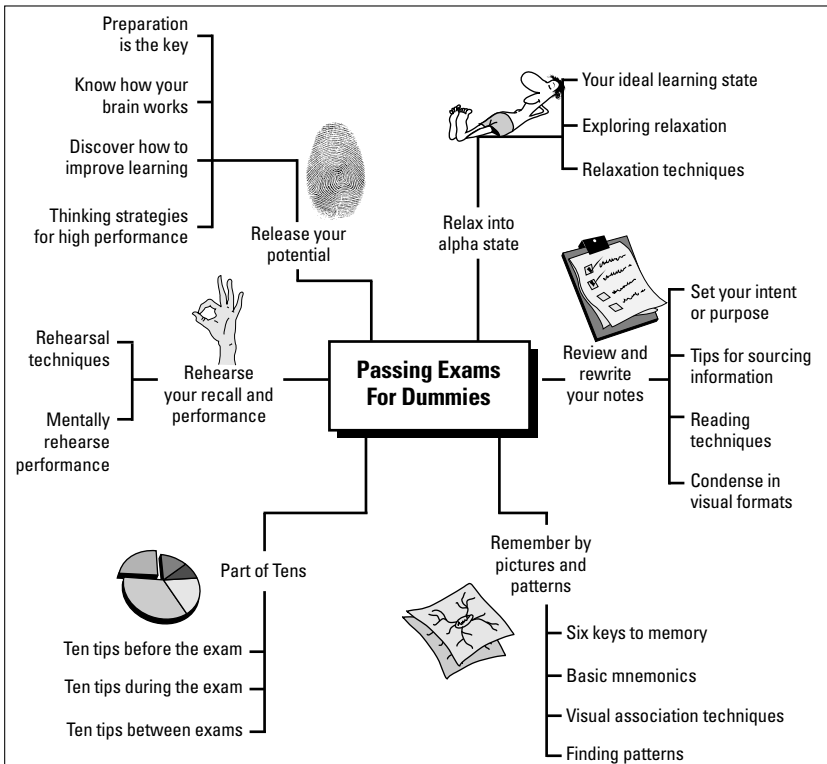 Preparation
is the key
Know how your
brain works
Discover how to
improve learning
Thinking strategies
for high performance
Release your
potential
Your ideal learning state
Exploring relaxation
Relaxation techniques
Relax into
alpha state
Set your intent
or purpose
Tips for sourcing
information
Reading
techniques
Condense in
visual formats
Review and
rewrite
your notes
Rehearsal
techniques
Mentally
rehearse
performance
Rehearse
your recall and
performance
Passing Exams
For Dummies
Part of Tens
Ten tips before the exam
Ten tips during the exam
Ten tips between exams
Remember by
pictures and
patterns
Six keys to memory
Basic mnemonics
Visual association techniques
Finding patterns